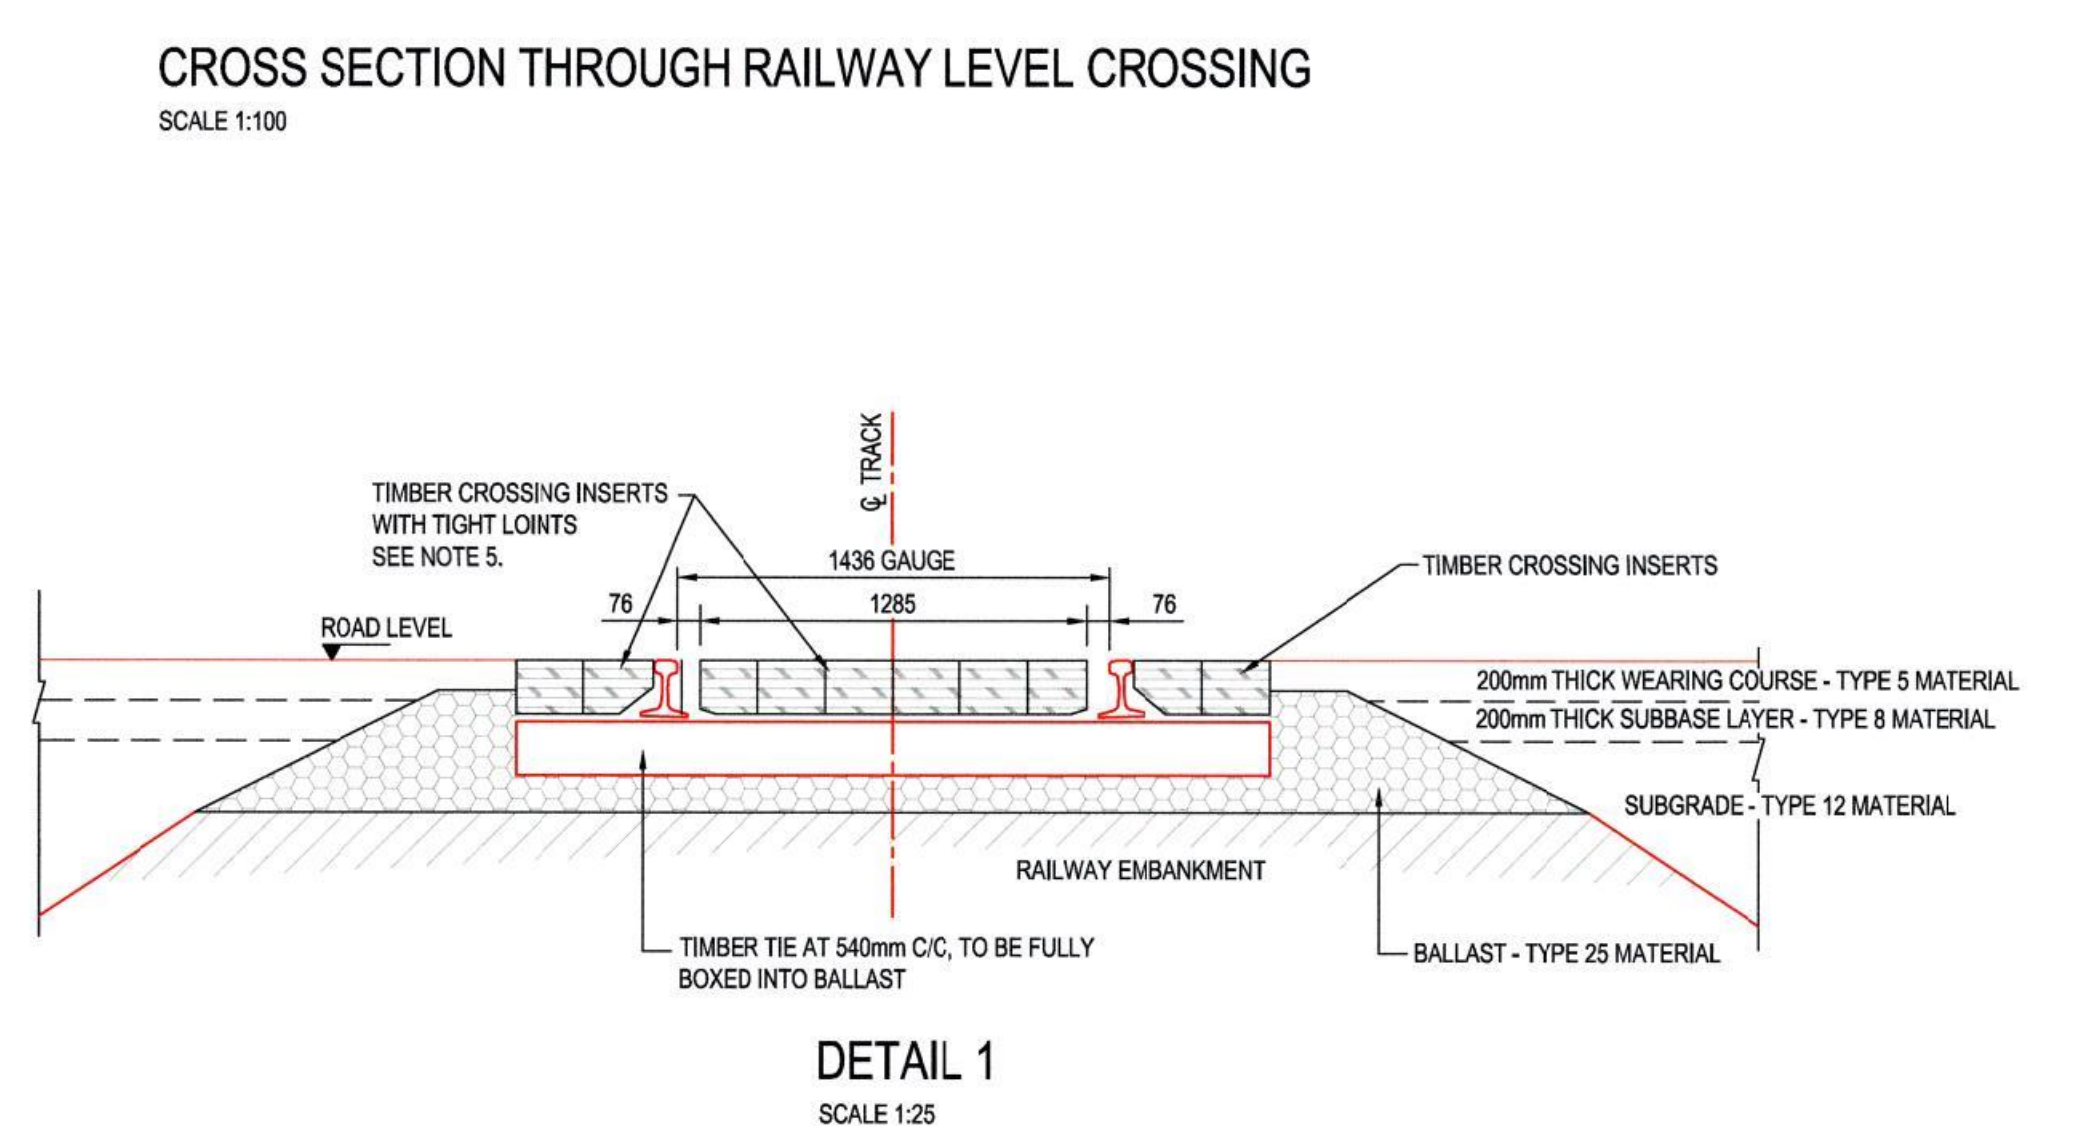 CROSS SECTION THROUGH RAILWAY LEVEL CROSSING
SCALE 1:100
℄ TRACK
TIMBER CROSSING INSERTS
WITH TIGHT LOINTS
SEE NOTE 5.
1436 GAUGE
TIMBER CROSSING INSERTS
76
1285
76
ROAD LEVEL
200mm THICK WEARING COURSE - TYPE 5 MATERIAL
200mm THICK SUBBASE LAYER - TYPE 8 MATERIAL
SUBGRADE - TYPE 12 MATERIAL
RAILWAY EMBANKMENT
TIMBER TIE AT 540mm C/C, TO BE FULLY
BOXED INTO BALLAST
BALLAST - TYPE 25 MATERIAL
DETAIL 1
SCALE 1:25